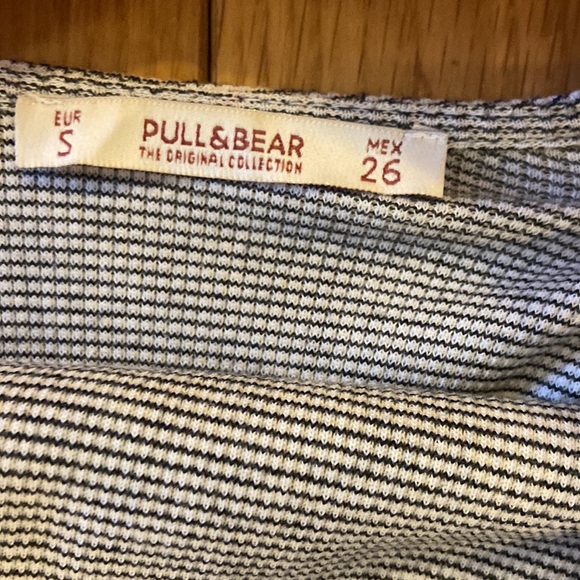 EUR
S
PULL&BEAR
THE ORIGINAL COLLECTION
MEX
26